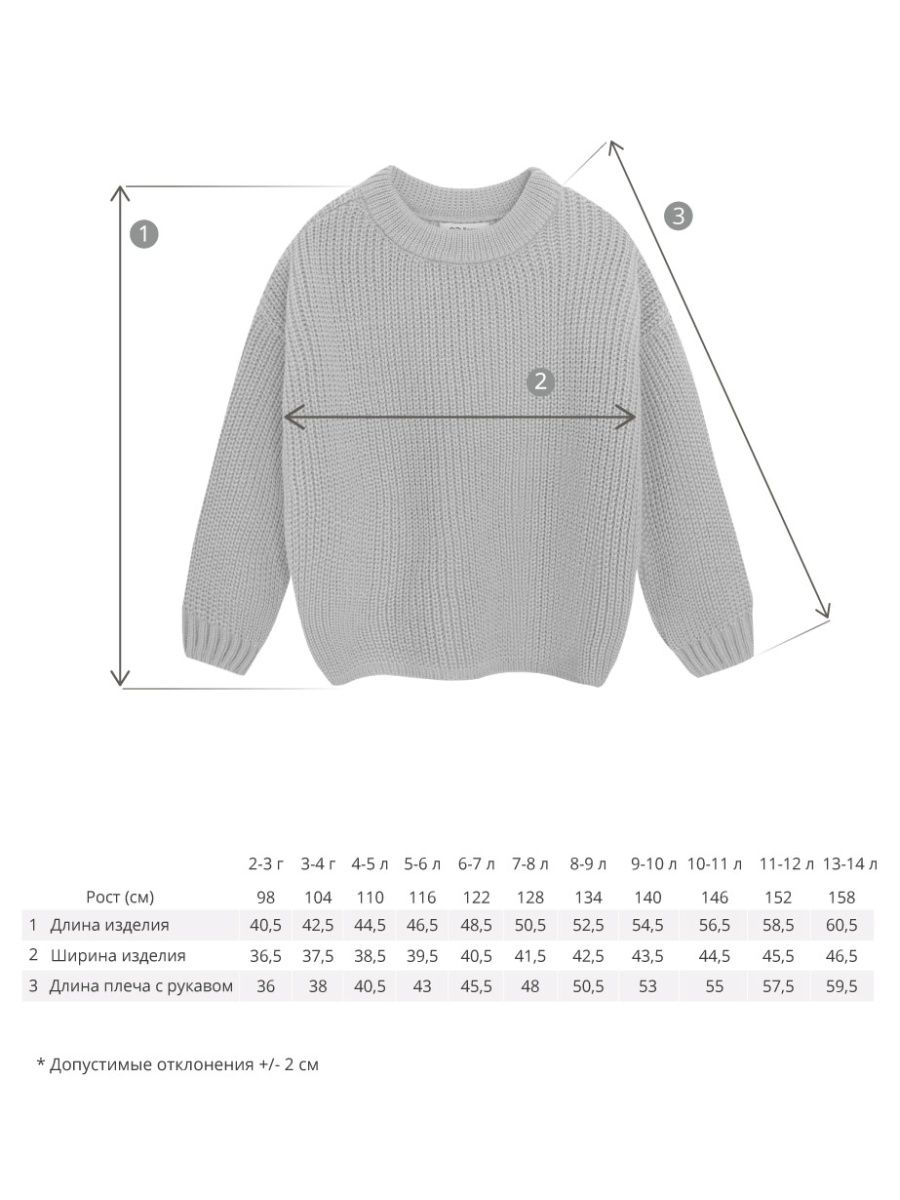 1
3
2
2-3 г 3-4 г 4-5 л 5-6 л 6-7 л 7-8 л 8-9 л 9-10 л 10-11 л 11-12 л 13-14 л
Рост (см) 98 104 110 116 122 128 134 140 146 152 158
1 Длина изделия 40,5 42,5 44,5 46,5 48,5 50,5 52,5 54,5 56,5 58,5 60,5
2 Ширина изделия 36,5 37,5 38,5 39,5 40,5 41,5 42,5 43,5 44,5 45,5 46,5
3 Длина плеча с рукавом 36 38 40,5 43 45,5 48 50,5 53 55 57,5 59,5
* Допустимые отклонения +/- 2 см